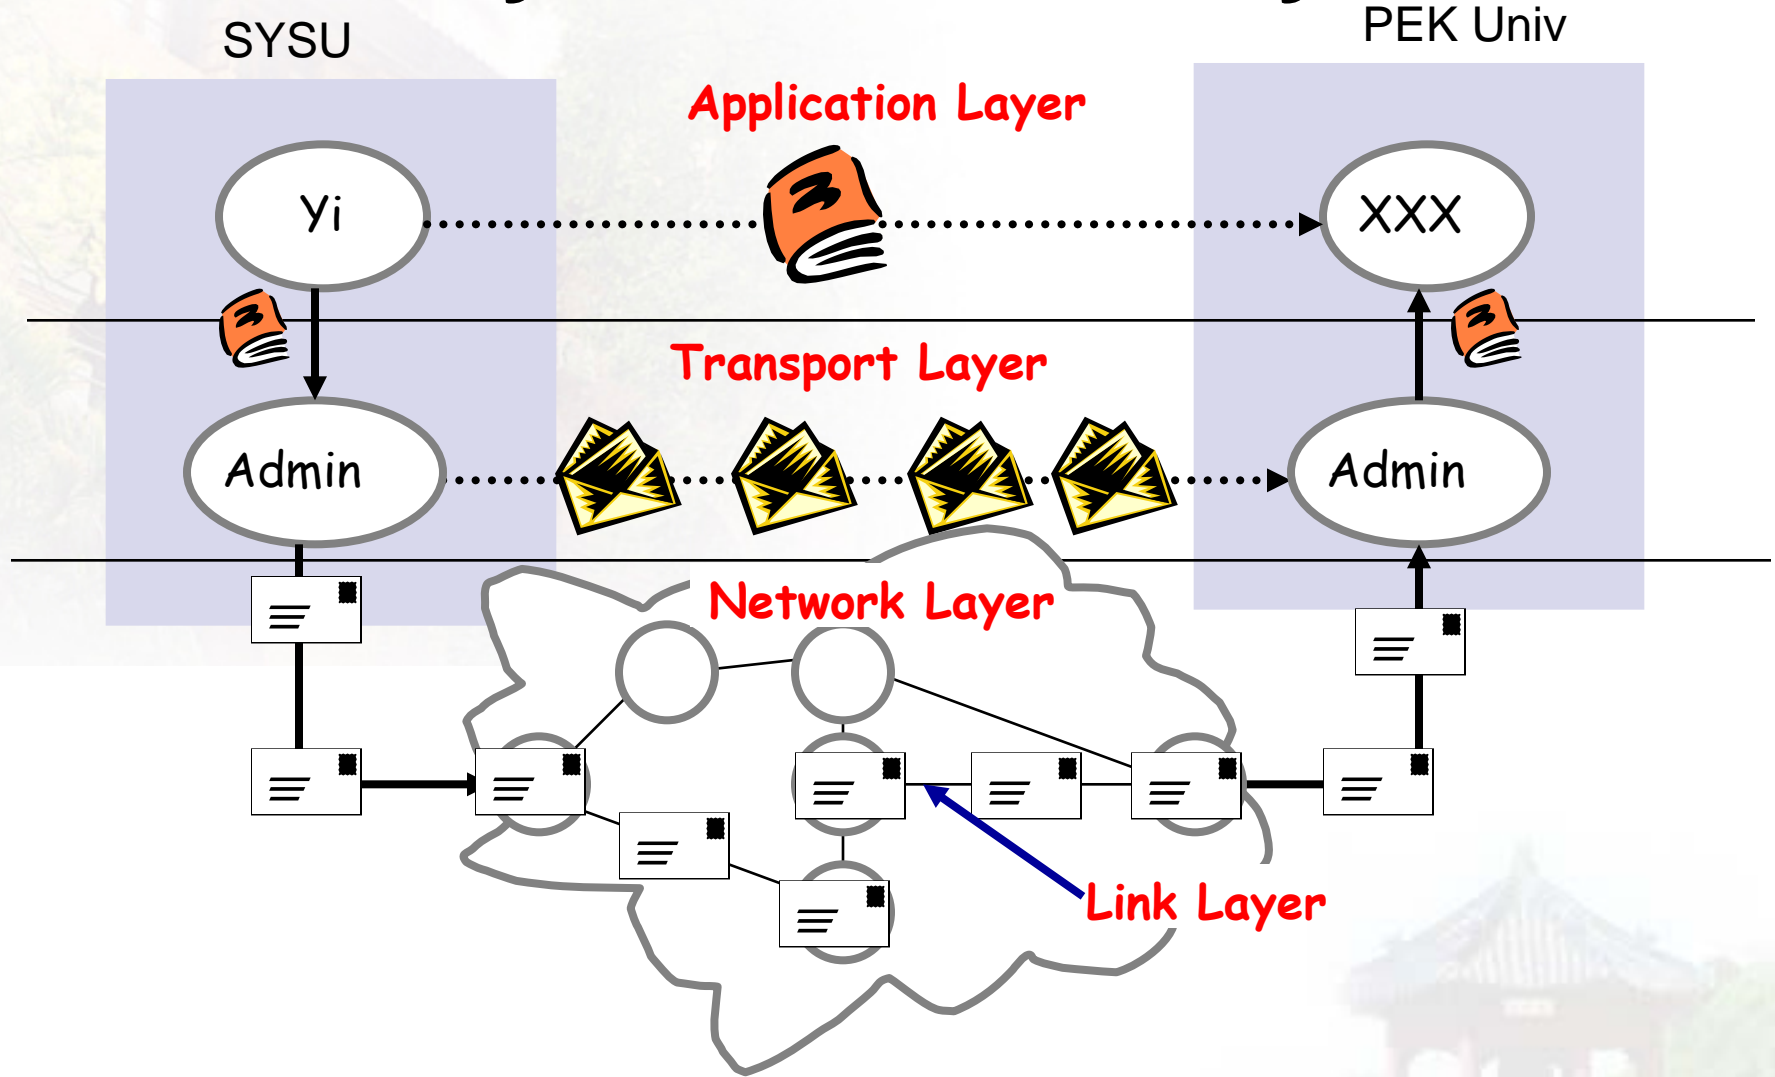 SYSU
PEK Univ
Application Layer
Yi
XXX
Transport Layer
Admin
Admin
Network Layer
Link Layer